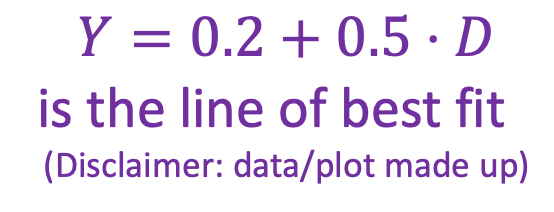 Y = 0.2 + 0.5 · D
is the line of best fit
(Disclaimer: data/plot made up)